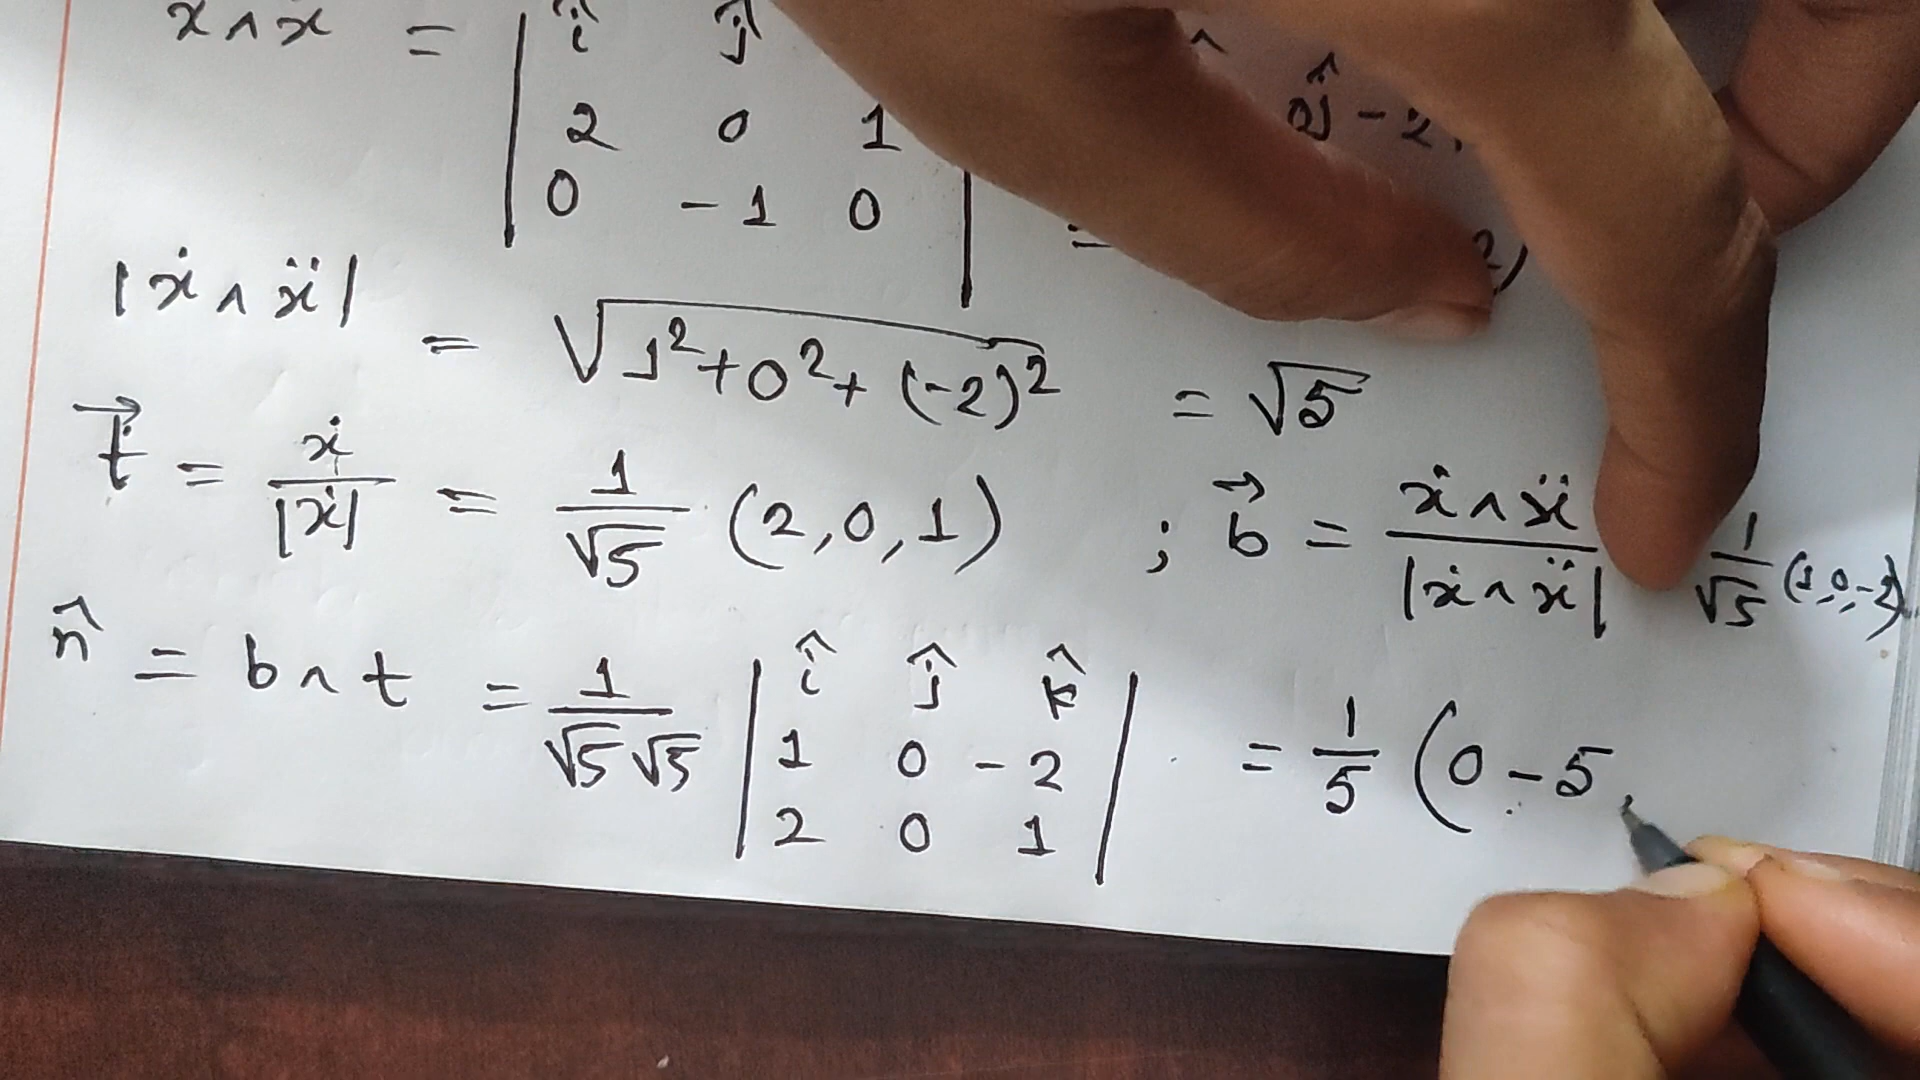 x ∧ ẍ = | î ĵ
2 0 1 ĵ - 2
0 -1 0 | =
|ẋ ∧ ẍ| = √1² + 0² + (-2)² = √5
t⃗ = ẋ/|ẋ| = 1/√5 (2, 0, 1) ; b⃗ = ẋ ∧ ẍ / |ẋ ∧ ẍ| 1/√5 (1, 0, -2)
n̂ = b ∧ t = 1/√5√5 | î ĵ k̂ | = 1/5 (0 - 5,
1 0 -2
2 0 1